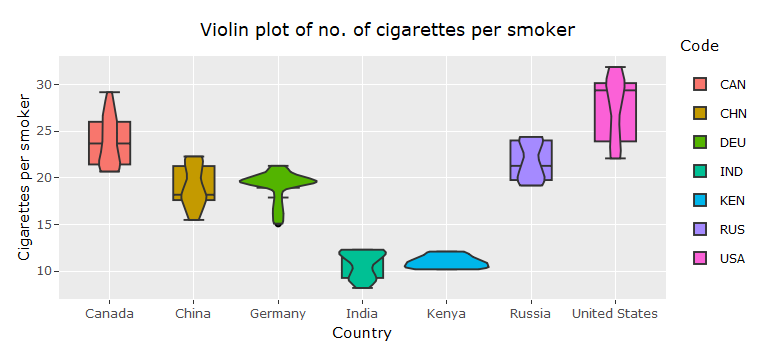 Violin plot of no. of cigarettes per smoker
Code
CAN
CHN
DEU
IND
KEN
RUS
USA
Cigarettes per smoker
30
25
20
15
10
Canada China Germany India Kenya Russia United States
Country